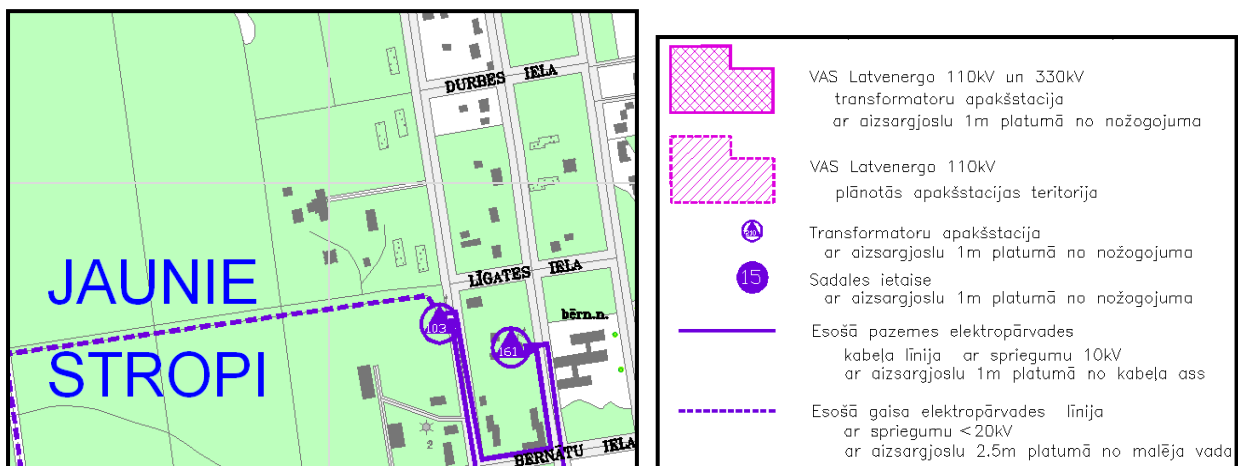 DURBES IELA
JAUNIE
STROPI
LĪGATES IELA
bērn.n.
103
161
2
BERNĀTU IELA
VAS Latvenergo 110kV un 330kV
transformatoru apakšstacija
ar aizsargjoslu 1m platumā no nožogojuma
VAS Latvenergo 110kV
plānotās apakšstacijas teritorija
Transformatoru apakšstacija
ar aizsargjoslu 1m platumā no nožogojuma
15
Sadales ietaise
ar aizsargjoslu 1m platumā no nožogojuma
Esošā pazemes elektropārvades
kabeļa līnija ar spriegumu 10kV
ar aizsargjoslu 1m platumā no kabeļa ass
Esošā gaisa elektropārvades līnija
ar spriegumu <20kV
ar aizsargjoslu 2.5m platumā no malēja vada